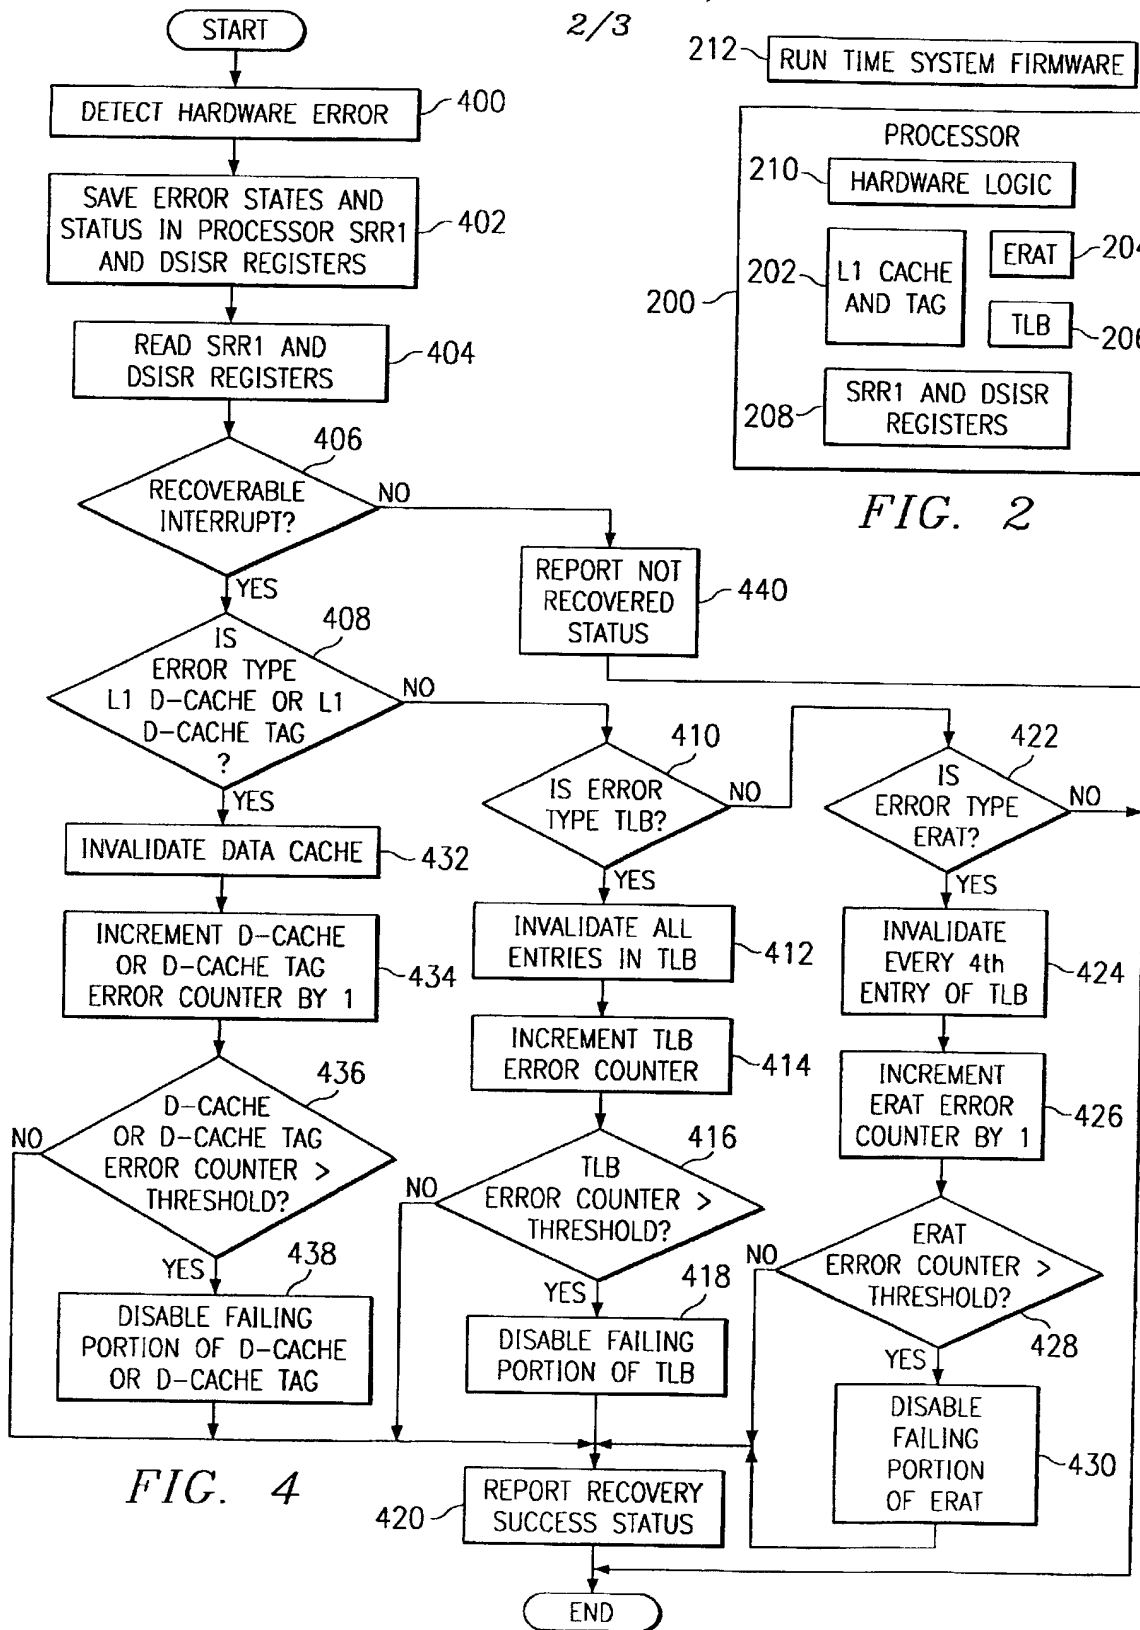 2/3
START
DETECT HARDWARE ERROR
400
SAVE ERROR STATES AND
STATUS IN PROCESSOR SRR1
AND DSISR REGISTERS
402
READ SRR1 AND
DSISR REGISTERS
404
406
RECOVERABLE
INTERRUPT?
NO
YES
REPORT NOT
RECOVERED
STATUS
440
408
IS
ERROR TYPE
L1 D-CACHE OR L1
D-CACHE TAG
?
NO
YES
INVALIDATE DATA CACHE
432
INCREMENT D-CACHE
OR D-CACHE TAG
ERROR COUNTER BY 1
434
436
D-CACHE
OR D-CACHE TAG
ERROR COUNTER >
THRESHOLD?
NO
YES
438
DISABLE FAILING
PORTION OF D-CACHE
OR D-CACHE TAG
410
IS ERROR
TYPE TLB?
NO
YES
INVALIDATE ALL
ENTRIES IN TLB
412
INCREMENT TLB
ERROR COUNTER
414
416
TLB
ERROR COUNTER >
THRESHOLD?
NO
YES
418
DISABLE FAILING
PORTION OF TLB
422
IS
ERROR TYPE
ERAT?
NO
YES
INVALIDATE
EVERY 4th
ENTRY OF TLB
424
INCREMENT
ERAT ERROR
COUNTER BY 1
426
ERAT
ERROR COUNTER >
THRESHOLD?
428
NO
YES
DISABLE
FAILING
PORTION
OF ERAT
430
420
REPORT RECOVERY
SUCCESS STATUS
END
FIG. 4
212
RUN TIME SYSTEM FIRMWARE
PROCESSOR
210
HARDWARE LOGIC
202
L1 CACHE
AND TAG
ERAT
204
200
TLB
206
208
SRR1 AND DSISR
REGISTERS
FIG. 2